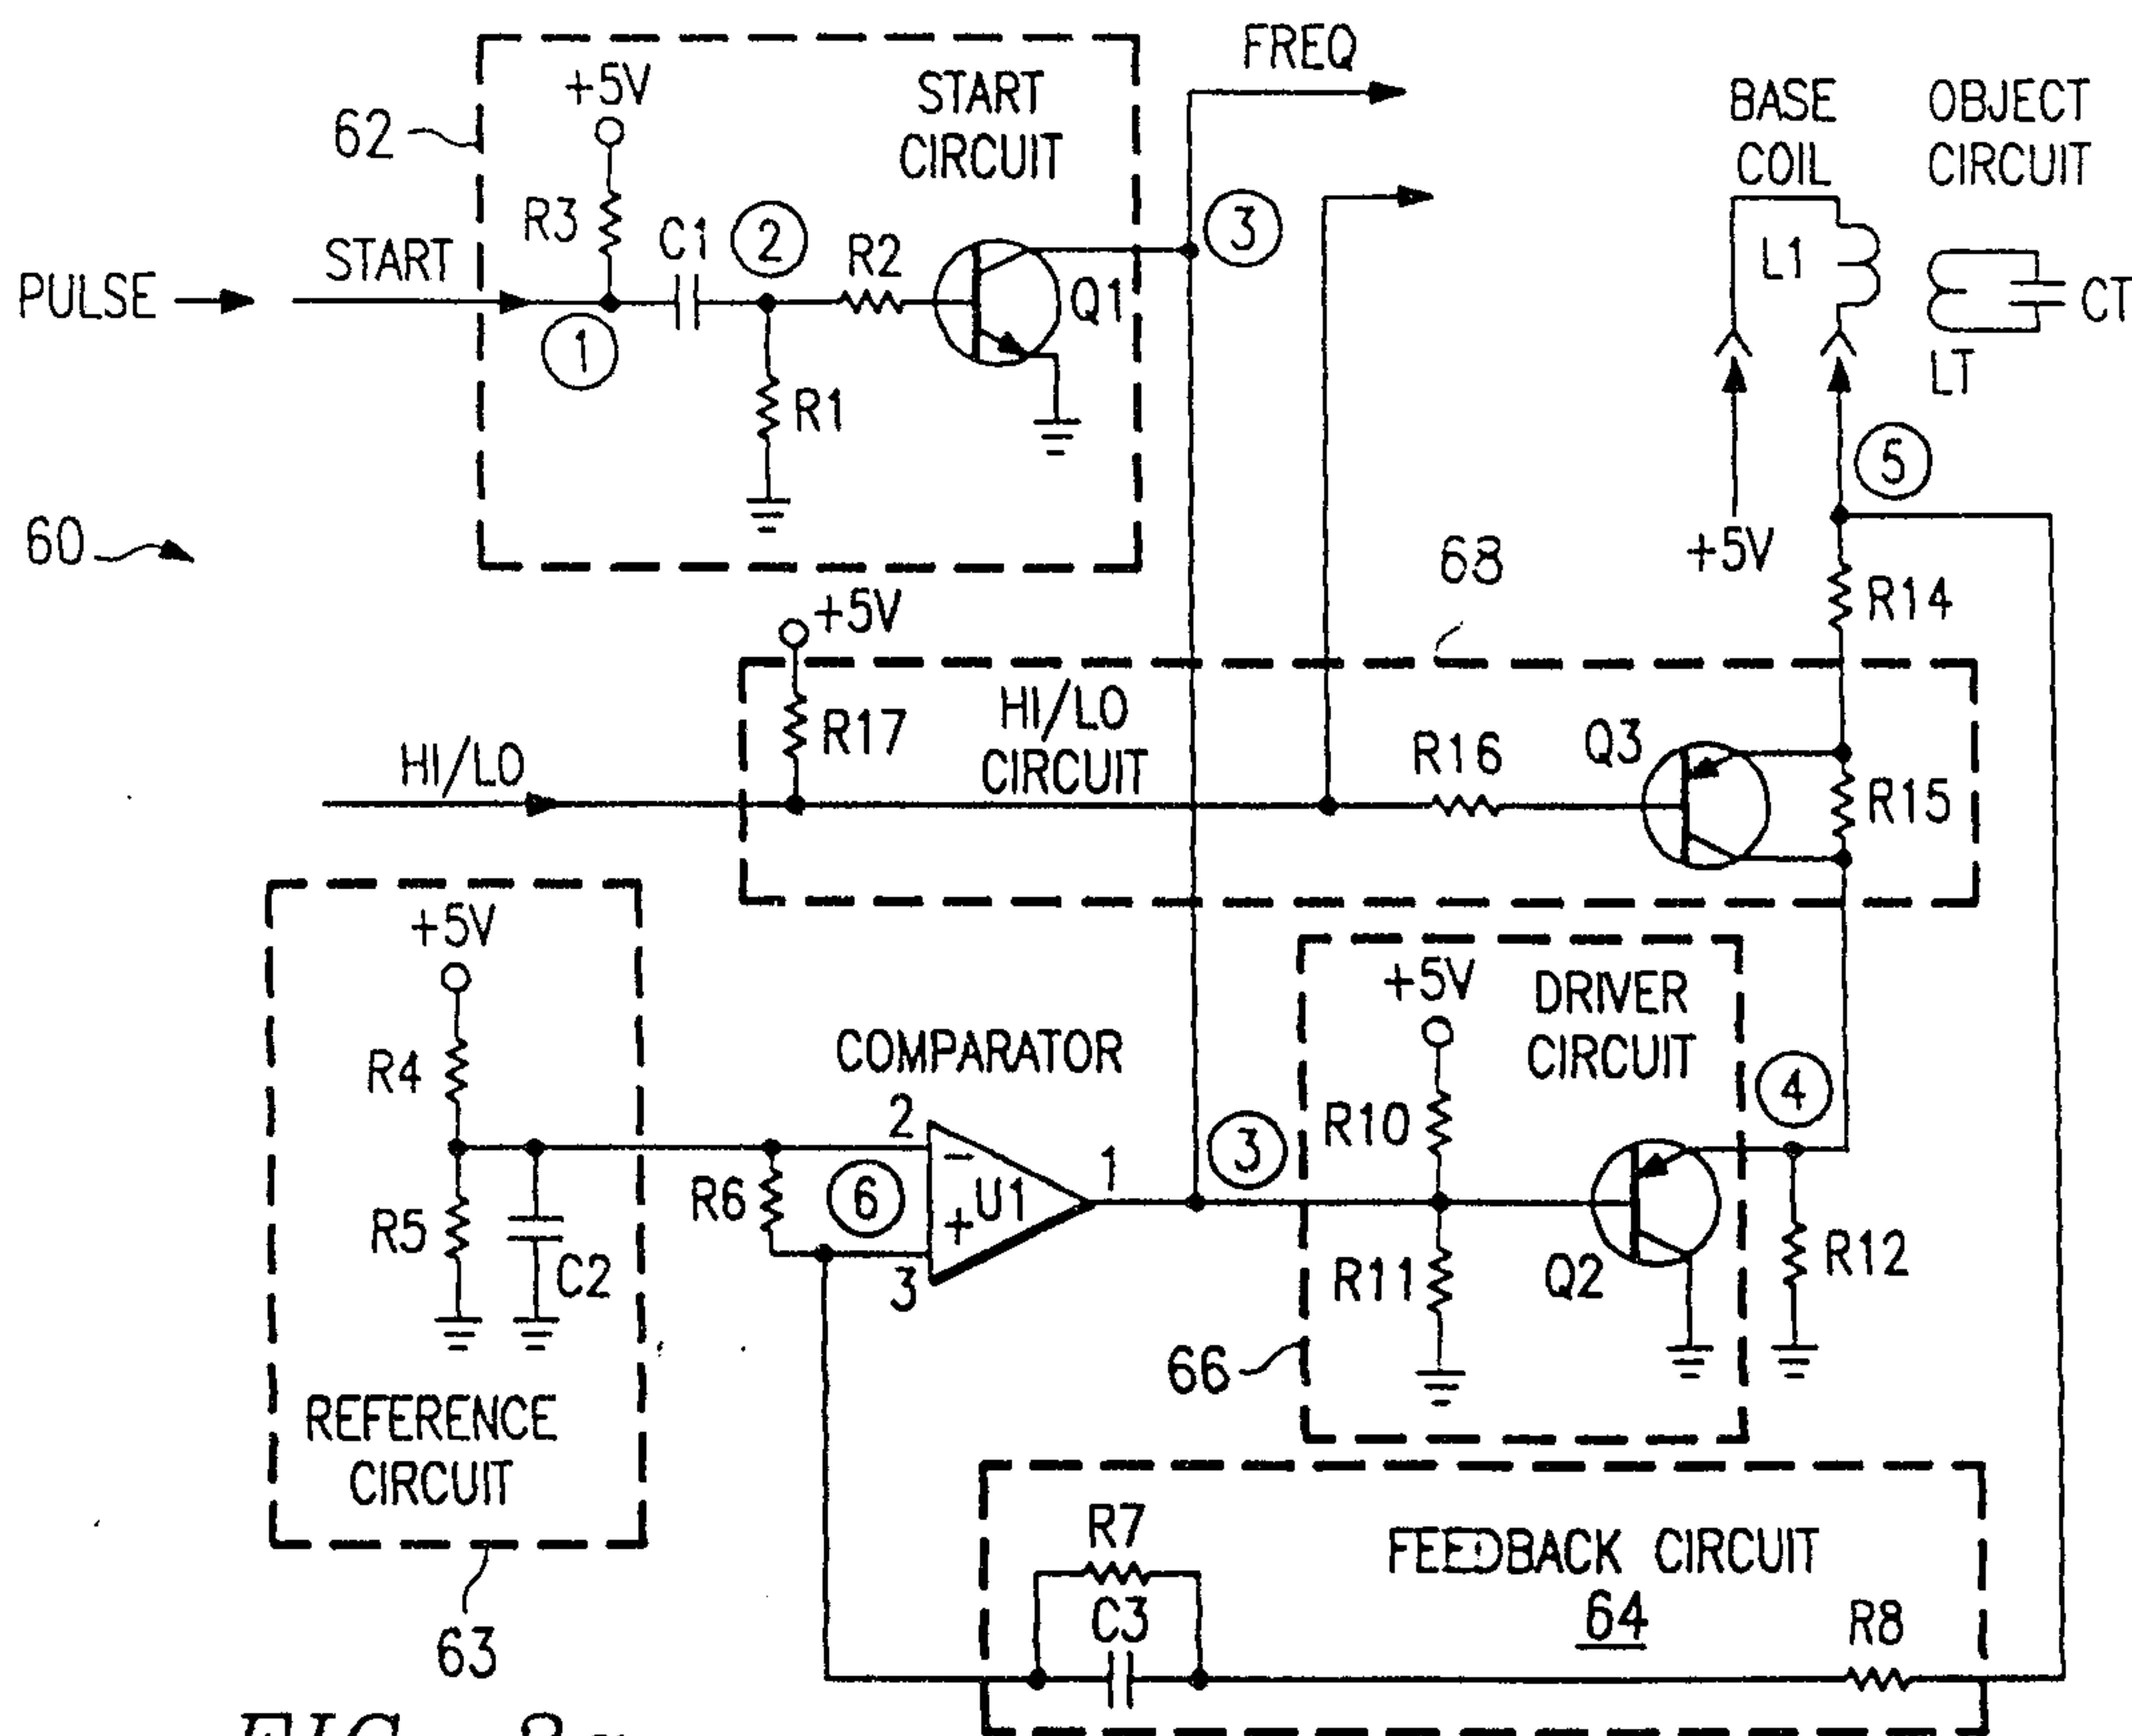 FREQ
+5V
START
CIRCUIT
62
BASE
COIL
OBJECT
CIRCUIT
R3
C1
2
R2
3
START
PULSE
Q1
L1
CT
1
R1
LT
5
60
+5V
68
R14
+5V
R17
HI/LO
CIRCUIT
HI/LO
R16
Q3
R15
+5V
+5V
DRIVER
CIRCUIT
R4
COMPARATOR
4
2
R10
3
1
R6
6
−
U1
+
R5
C2
3
R11
Q2
R12
66
REFERENCE
CIRCUIT
R7
FEEDBACK CIRCUIT
C3
64
R8
63